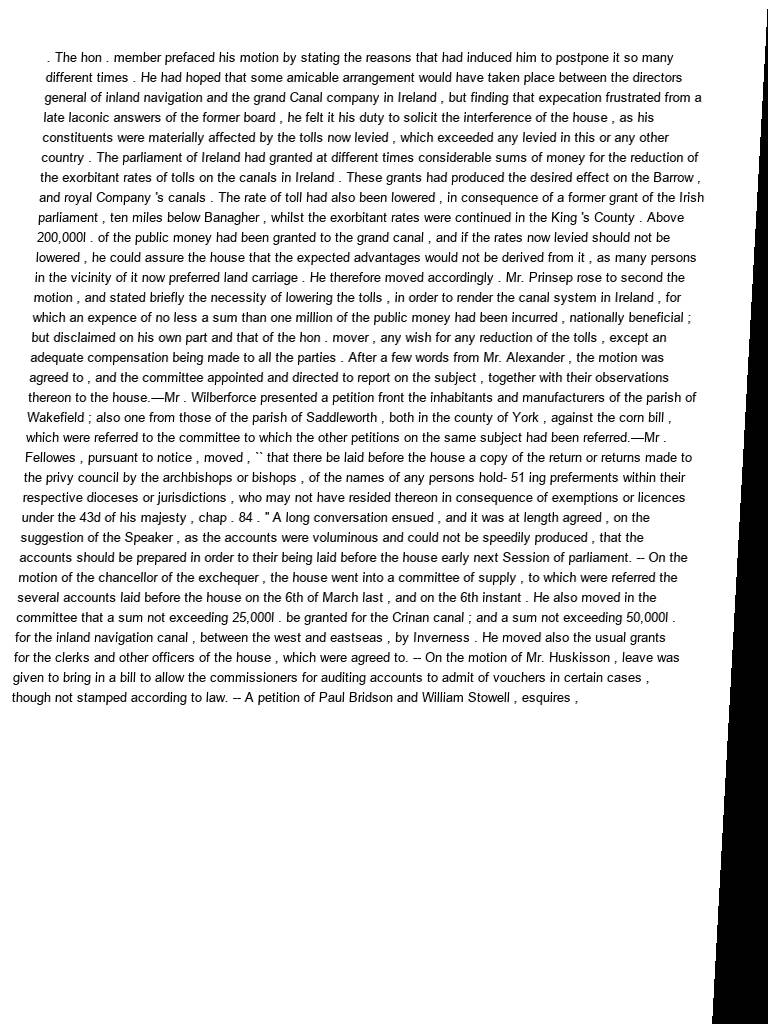 . The hon . member prefaced his motion by stating the reasons that had induced him to postpone it so many
different times . He had hoped that some amicable arrangement would have taken place between the directors
general of inland navigation and the grand Canal company in Ireland , but finding that expecation frustrated from a
late laconic answers of the former board , he felt it his duty to solicit the interference of the house , as his
constituents were materially affected by the tolls now levied , which exceeded any levied in this or any other
country . The parliament of Ireland had granted at different times considerable sums of money for the reduction of
the exorbitant rates of tolls on the canals in Ireland . These grants had produced the desired effect on the Barrow ,
and royal Company 's canals . The rate of toll had also been lowered , in consequence of a former grant of the Irish
parliament , ten miles below Banagher , whilst the exorbitant rates were continued in the King 's County . Above
200,000l . of the public money had been granted to the grand canal , and if the rates now levied should not be
lowered , he could assure the house that the expected advantages would not be derived from it , as many persons
in the vicinity of it now preferred land carriage . He therefore moved accordingly . Mr. Prinsep rose to second the
motion , and stated briefly the necessity of lowering the tolls , in order to render the canal system in Ireland , for
which an expence of no less a sum than one million of the public money had been incurred , nationally beneficial ;
but disclaimed on his own part and that of the hon . mover , any wish for any reduction of the tolls , except an
adequate compensation being made to all the parties . After a few words from Mr. Alexander , the motion was
agreed to , and the committee appointed and directed to report on the subject , together with their observations
thereon to the house.—Mr . Wilberforce presented a petition front the inhabitants and manufacturers of the parish of
Wakefield ; also one from those of the parish of Saddleworth , both in the county of York , against the corn bill ,
which were referred to the committee to which the other petitions on the same subject had been referred.—Mr .
Fellowes , pursuant to notice , moved , `` that there be laid before the house a copy of the return or returns made to
the privy council by the archbishops or bishops , of the names of any persons hold- 51 ing preferments within their
respective dioceses or jurisdictions , who may not have resided thereon in consequence of exemptions or licences
under the 43d of his majesty , chap . 84 . " A long conversation ensued , and it was at length agreed , on the
suggestion of the Speaker , as the accounts were voluminous and could not be speedily produced , that the
accounts should be prepared in order to their being laid before the house early next Session of parliament. -- On the
motion of the chancellor of the exchequer , the house went into a committee of supply , to which were referred the
several accounts laid before the house on the 6th of March last , and on the 6th instant . He also moved in the
committee that a sum not exceeding 25,000l . be granted for the Crinan canal ; and a sum not exceeding 50,000l .
for the inland navigation canal , between the west and eastseas , by Inverness . He moved also the usual grants
for the clerks and other officers of the house , which were agreed to. -- On the motion of Mr. Huskisson , leave was
given to bring in a bill to allow the commissioners for auditing accounts to admit of vouchers in certain cases ,
though not stamped according to law. -- A petition of Paul Bridson and William Stowell , esquires ,